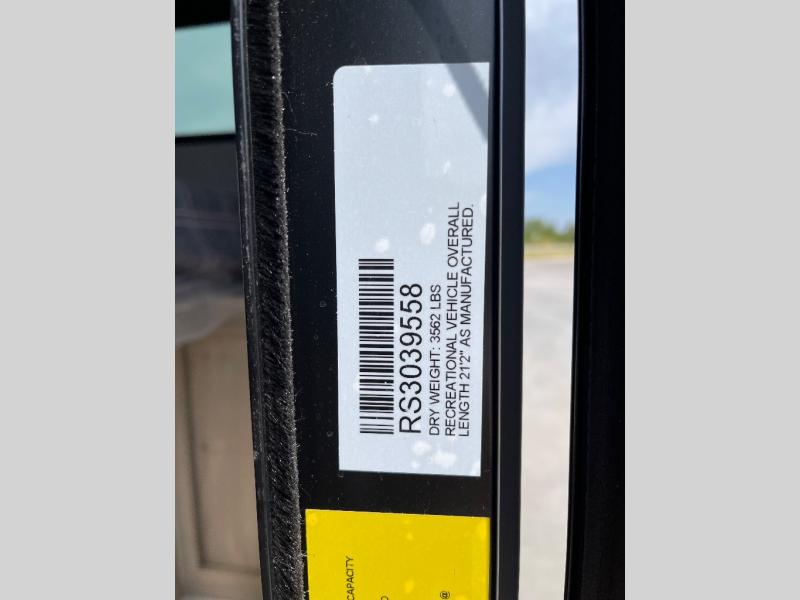 RS3039558
DRY WEIGHT: 3562 LBS
RECREATIONAL VEHICLE OVERALL
LENGTH 21'2" AS MANUFACTURED.
CAPACITY
@